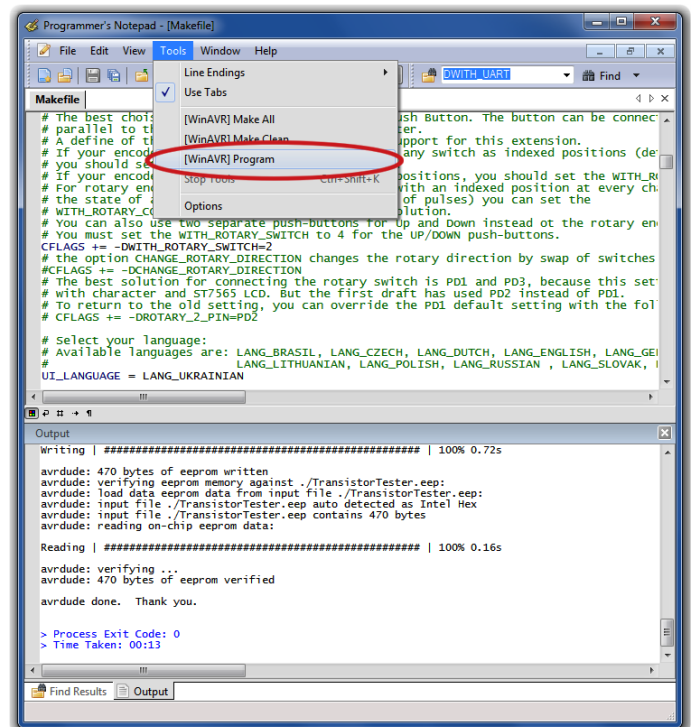 Programmer's Notepad - [Makefile]
File Edit View Tools Window Help
DWITH_UART Find
Line Endings
Use Tabs
[WinAVR] Make All
[WinAVR] Make Clean
[WinAVR] Program
Stop Tools Ctrl+Shift+K
Options
Makefile
# The best chois ush Button. The button can be connec
# parallel to th ter.
# A define of th upport for this extension.
# If your encode any switch as indexed positions (de
# you should se
# If your encode positions, you should set the WITH_R
# For rotary en with an indexed position at every cha
# the state of a of pulses) you can set the
# WITH_ROTARY_CO olution.
# You can also use two separate push-buttons for Up and Down instead ot the rotary en
# You must set the WITH_ROTARY_SWITCH to 4 for the UP/DOWN push-buttons.
CFLAGS += -DWITH_ROTARY_SWITCH=2
# the option CHANGE_ROTARY_DIRECTION changes the rotary direction by swap of switches
#CFLAGS += -DCHANGE_ROTARY_DIRECTION
# The best solution for connecting the rotary switch is PD1 and PD3, because this set
# with character and ST7565 LCD. But the first draft has used PD2 instead of PD1.
# To return to the old setting, you can override the PD1 default setting with the fol
# CFLAGS += -DROTARY_2_PIN=PD2
# Select your language:
# Available languages are: LANG_BRASIL, LANG_CZECH, LANG_DUTCH, LANG_ENGLISH, LANG_GE
# LANG_LITHUANIAN, LANG_POLISH, LANG_RUSSIAN , LANG_SLOVAK,
UI_LANGUAGE = LANG_UKRAINIAN
Output
Writing | ################################################## | 100% 0.72s
avrdude: 470 bytes of eeprom written
avrdude: verifying eeprom memory against ./TransistorTester.eep:
avrdude: load data eeprom data from input file ./TransistorTester.eep:
avrdude: input file ./TransistorTester.eep auto detected as Intel Hex
avrdude: input file ./TransistorTester.eep contains 470 bytes
avrdude: reading on-chip eeprom data:
Reading | ################################################## | 100% 0.16s
avrdude: verifying ...
avrdude: 470 bytes of eeprom verified
avrdude done.  Thank you.
> Process Exit Code: 0
> Time Taken: 00:13
Find Results Output